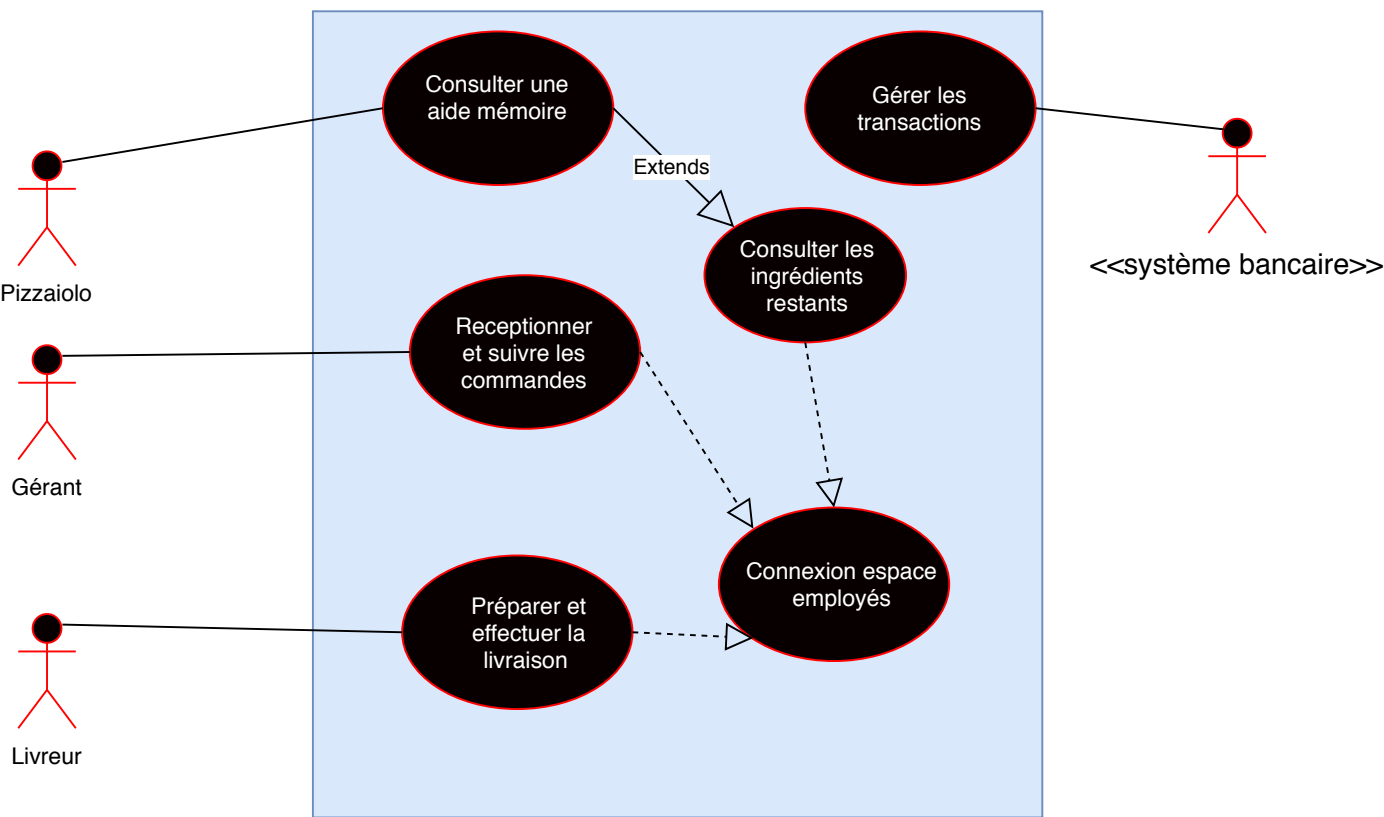 Consulter une
aide mémoire
Gérer les
transactions
Extends
Consulter les
ingrédients
restants
<<système bancaire>>
Pizzaiolo
Receptionner
et suivre les
commandes
Gérant
Connexion espace
employés
Préparer et
effectuer la
livraison
Livreur